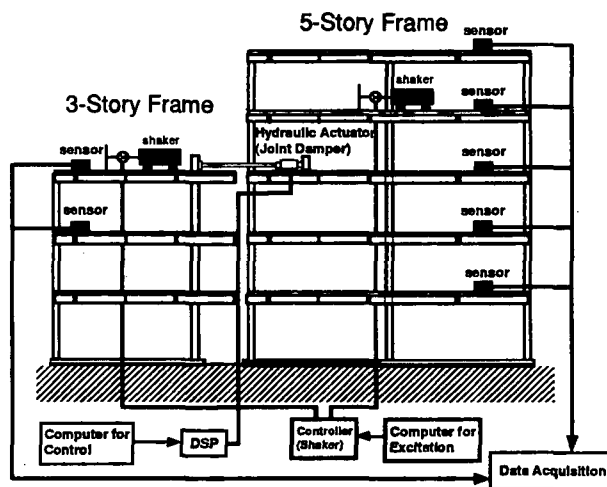 5-Story Frame
sensor
shaker
3-Story Frame
sensor
Hydraulic Actuator
(Joint Damper)
sensor
shaker
sensor
sensor
sensor
sensor
Computer for
Control
DSP
Controller
(Shaker)
Computer for
Excitation
Data Acquisition